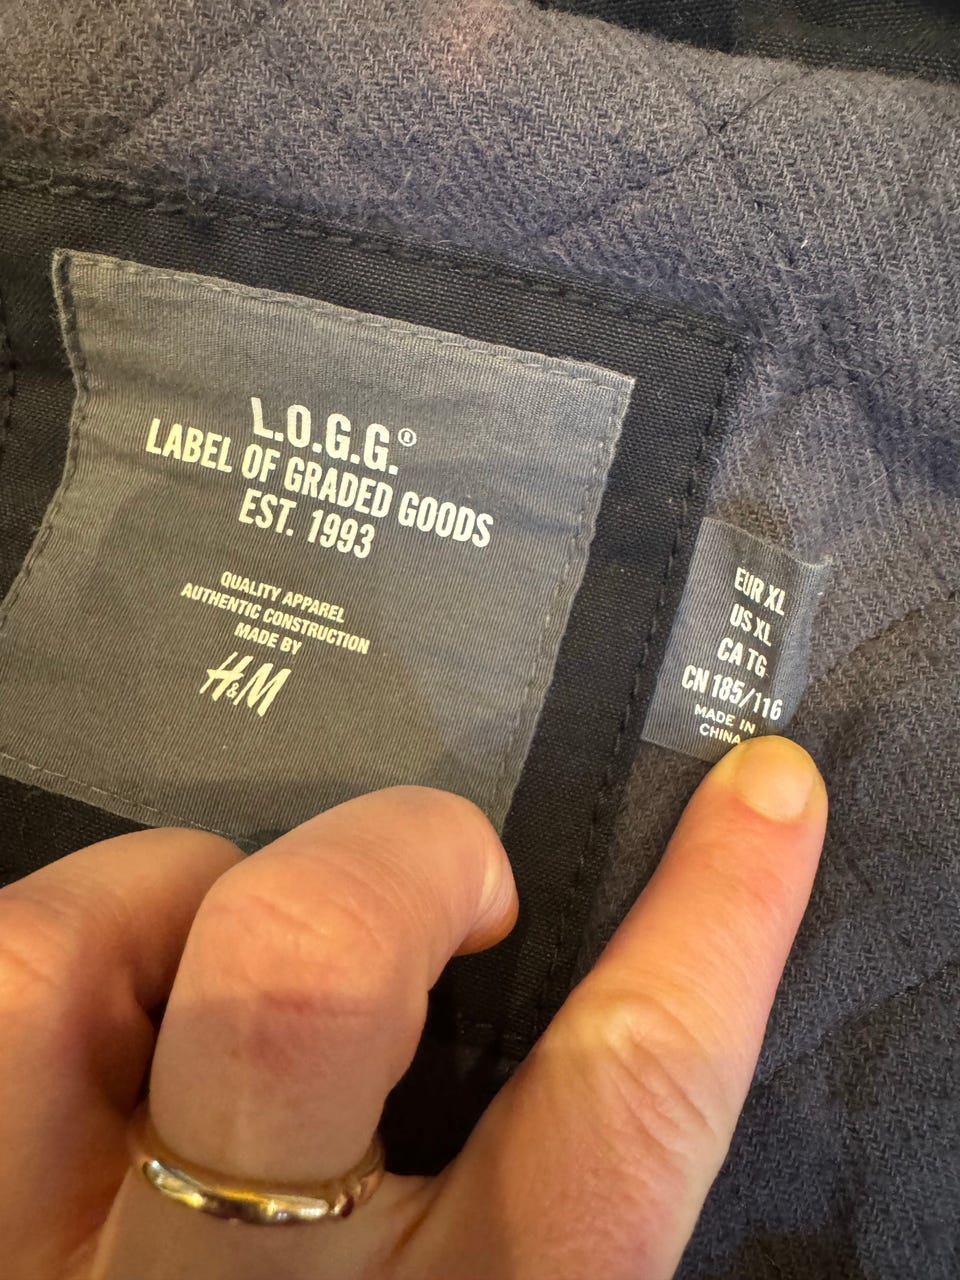 L.O.G.G.®
LABEL OF GRADED GOODS
EST. 1993
QUALITY APPAREL
AUTHENTIC CONSTRUCTION
MADE BY
H&M
EUR XL
US XL
CA TG
CN 185/116
MADE IN
CHINA